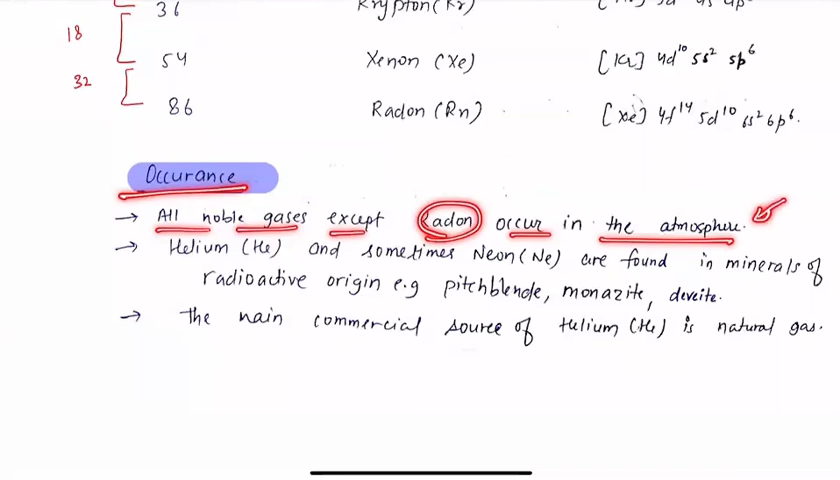 36 Krypton (Kr)
18
54 Xenon (Xe) [Kr] 4d¹⁰ 5s² 5p⁶
32
86 Radon (Rn) [Xe] 4f¹⁴ 5d¹⁰ 6s² 6p⁶.
Occurance
→ All noble gases except Radon occur in the atmosphere.
→ Helium (He) and sometimes Neon (Ne) are found in minerals of
radioactive origin e.g pitchblende, monazite, cleveite.
→ The main commercial source of Helium (He) is natural gas.